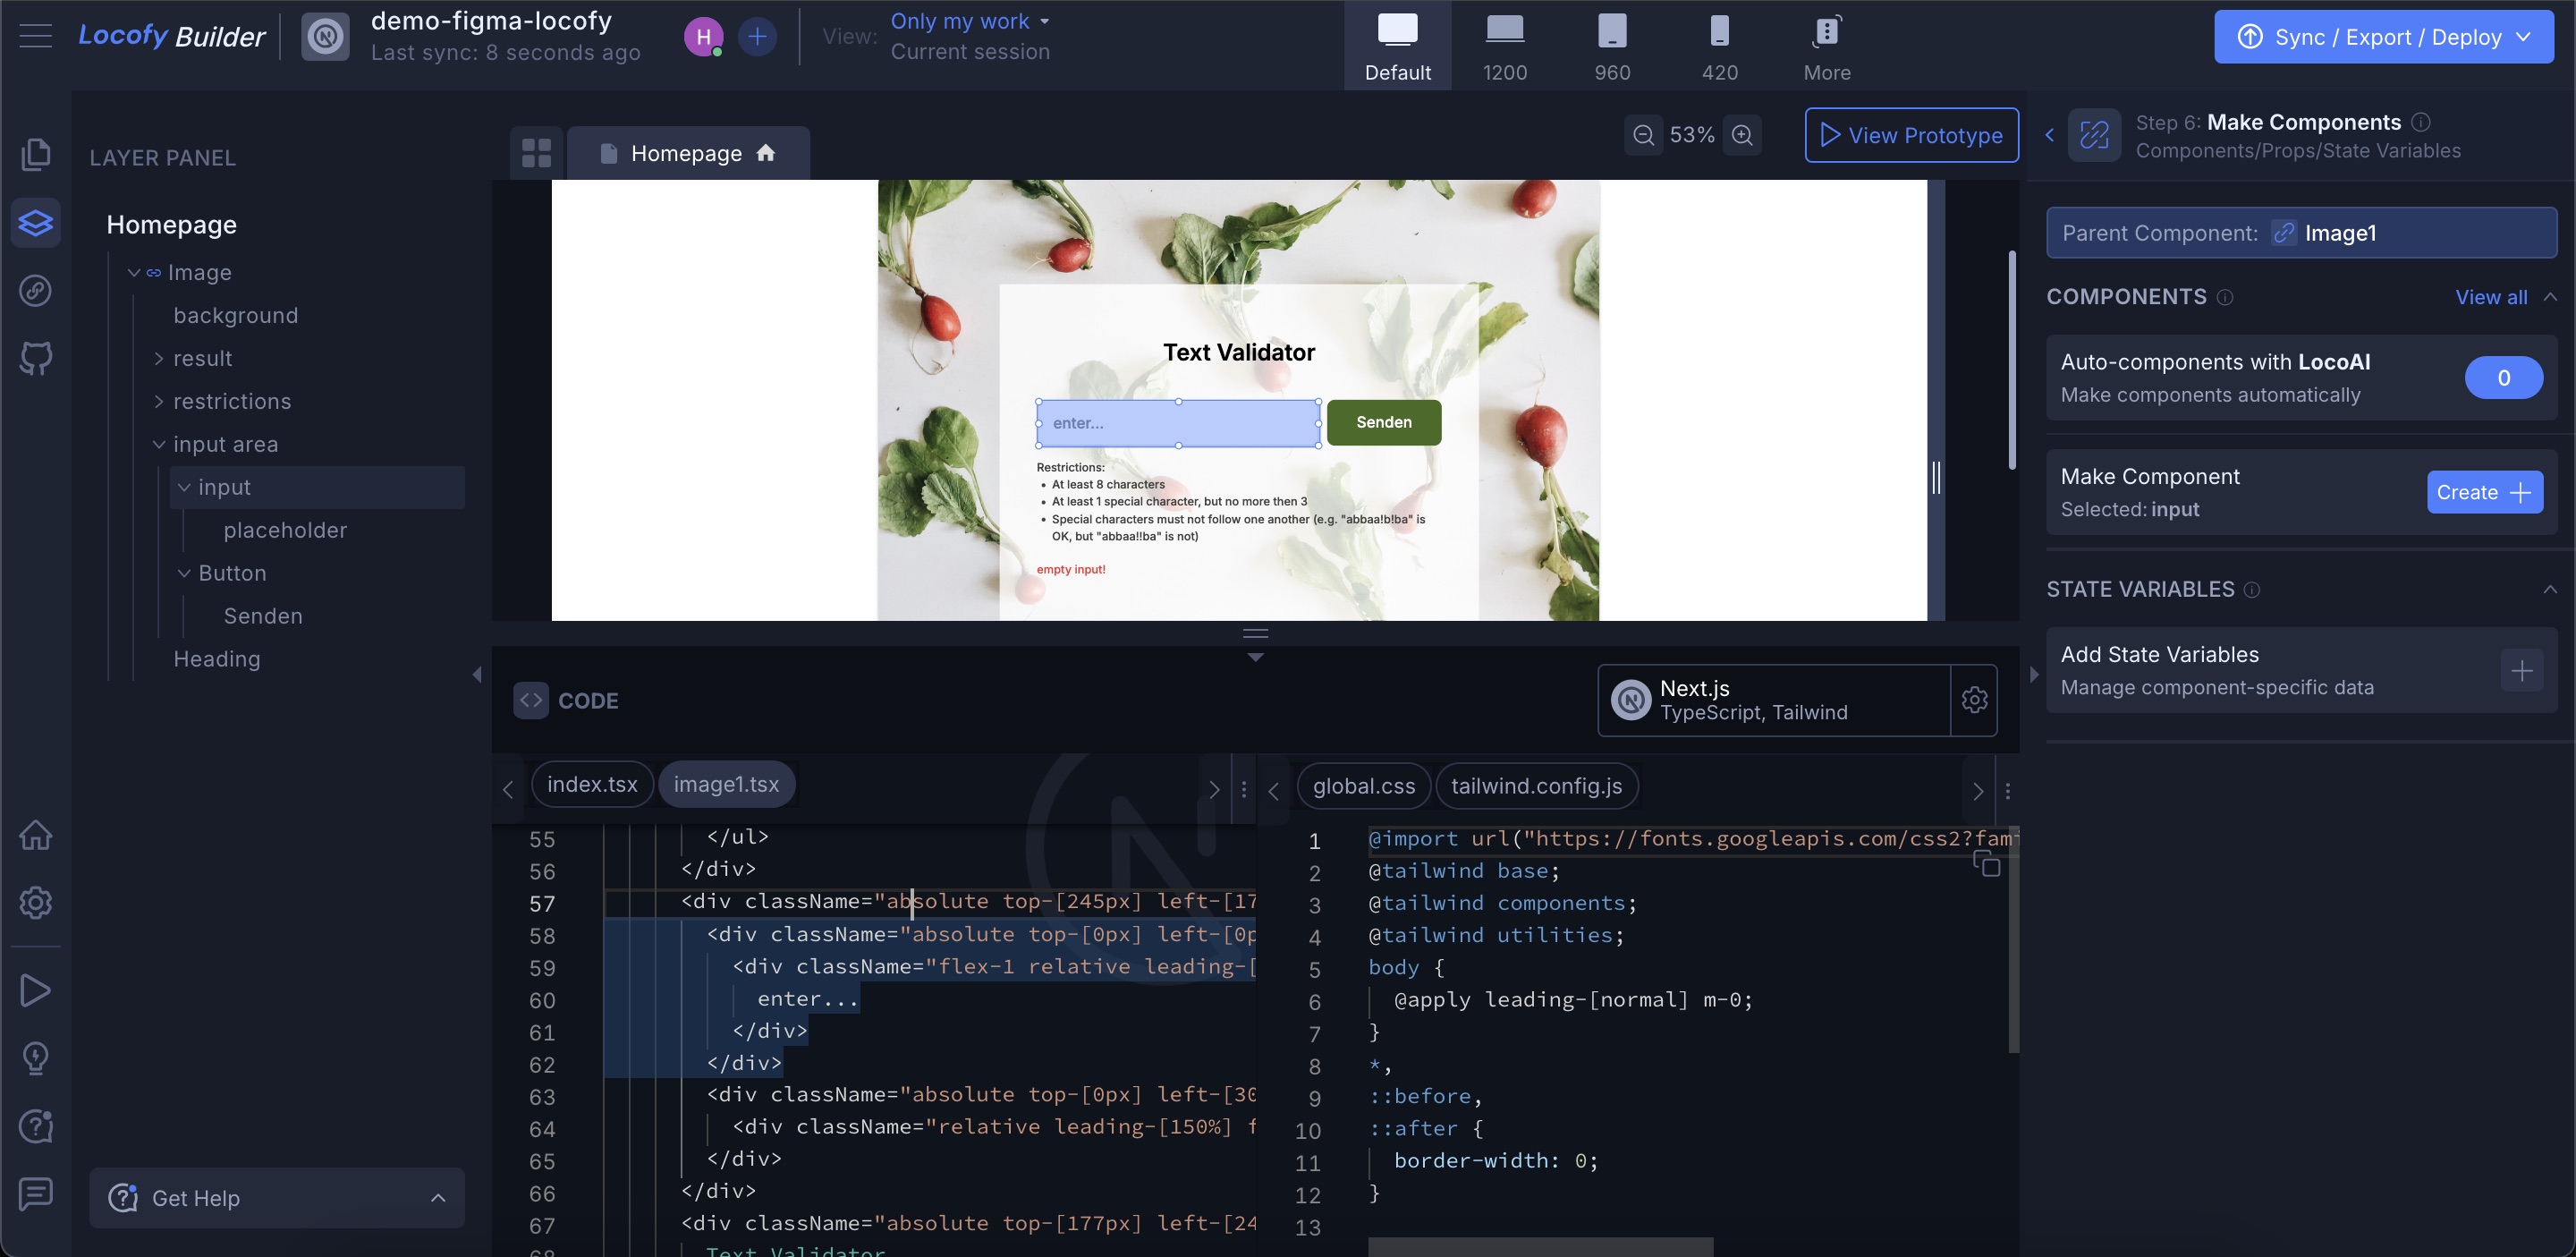 Locofy Builder
demo-figma-locofy
Last sync: 8 seconds ago
H
View:
Only my work
Current session
Default
1200
960
420
More
Sync / Export / Deploy
LAYER PANEL
Homepage
Image
background
result
restrictions
input area
input
placeholder
Button
Senden
Heading
Get Help
Homepage
53%
View Prototype
Text Validator
enter...
Senden
Restrictions:
• At least 8 characters
• At least 1 special character, but no more then 3
• Special characters must not follow one another (e.g. "abbaa!b!ba" is
OK, but "abbaa!!ba" is not)
empty input!
CODE
Next.js
TypeScript, Tailwind
index.tsx
image1.tsx
55 </ul>
56 </div>
57 <div className="absolute top-[245px] left-[17
58 <div className="absolute top-[0px] left-[0p
59 <div className="flex-1 relative leading-[
60 enter...
61 </div>
62 </div>
63 <div className="absolute top-[0px] left-[30
64 <div className="relative leading-[150%] f
65 </div>
66 </div>
67 <div className="absolute top-[177px] left-[24
68 Text Validator
global.css
tailwind.config.js
1 @import url("https://fonts.googleapis.com/css2?fam
2 @tailwind base;
3 @tailwind components;
4 @tailwind utilities;
5 body {
6 @apply leading-[normal] m-0;
7 }
8 *,
9 ::before,
10 ::after {
11 border-width: 0;
12 }
13
Step 6: Make Components
Components/Props/State Variables
Parent Component: Image1
COMPONENTS
View all
Auto-components with LocoAI
Make components automatically
0
Make Component
Selected: input
Create
STATE VARIABLES
Add State Variables
Manage component-specific data